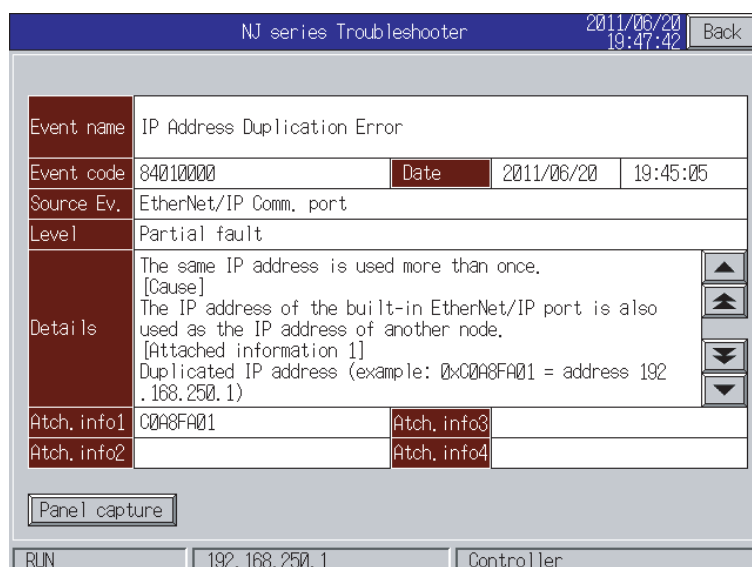 NJ series Troubleshooter
2011/06/20
19:47:42
Back
Event name
IP Address Duplication Error
Event code
84010000
Date
2011/06/20
19:45:05
Source Ev.
EtherNet/IP Comm. port
Level
Partial fault
Details
The same IP address is used more than once.
[Cause]
The IP address of the built-in EtherNet/IP port is also
used as the IP address of another node.
[Attached information 1]
Duplicated IP address (example: 0xC0A8FA01 = address 192
.168.250.1)
Atch.info1
C0A8FA01
Atch.info3
Atch.info2
Atch.info4
Panel capture
RUN
192.168.250.1
Controller